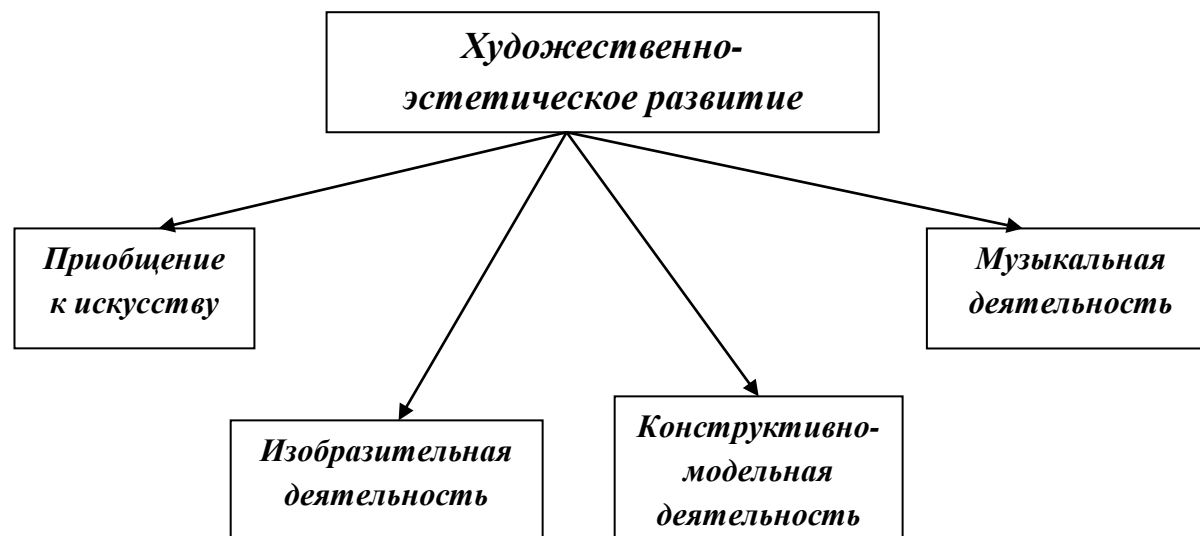 Художественно-
эстетическое развитие
Приобщение
к искусству
Музыкальная
деятельность
Изобразительная
деятельность
Конструктивно-
модельная
деятельность